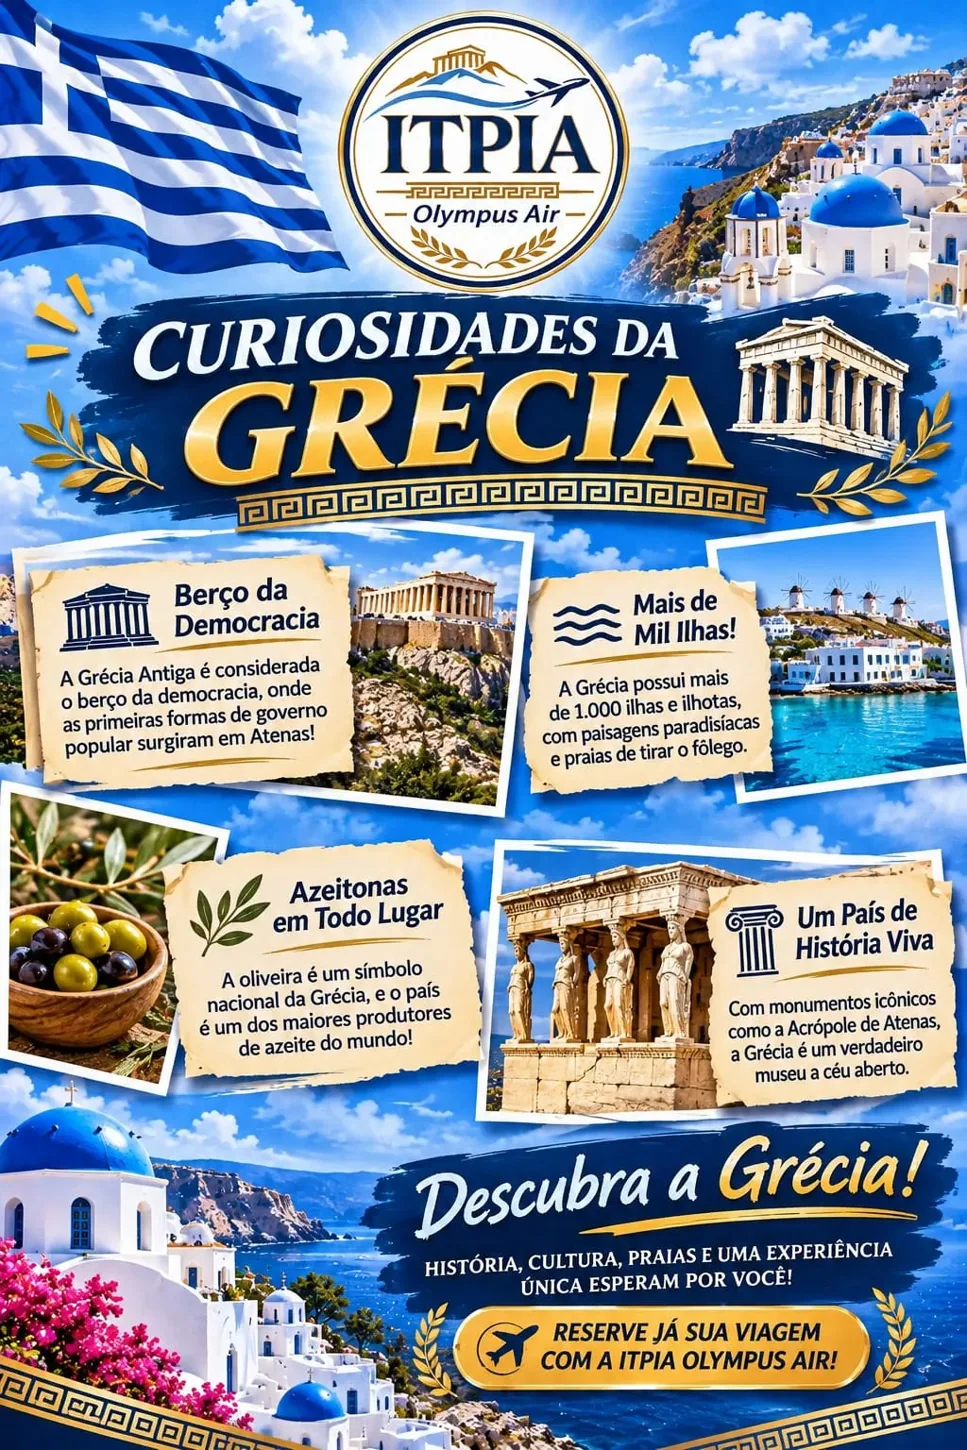 ITPIA
Olympus Air
CURIOSIDADES DA
GRÉCIA
Berço da
Democracia
A Grécia Antiga é considerada
o berço da democracia, onde
as primeiras formas de governo
popular surgiram em Atenas!
Mais de
Mil Ilhas!
A Grécia possui mais
de 1.000 ilhas e ilhotas,
com paisagens paradisíacas
e praias de tirar o fôlego.
Azeitonas
em Todo Lugar
A oliveira é um símbolo
nacional da Grécia, e o país
é um dos maiores produtores
de azeite do mundo!
Um País de
História Viva
Com monumentos icônicos
como a Acrópole de Atenas,
a Grécia é um verdadeiro
museu a céu aberto.
Descubra a Grécia!
HISTÓRIA, CULTURA, PRAIAS E UMA EXPERIÊNCIA
ÚNICA ESPERAM POR VOCÊ!
RESERVE JÁ SUA VIAGEM
COM A ITPIA OLYMPUS AIR!